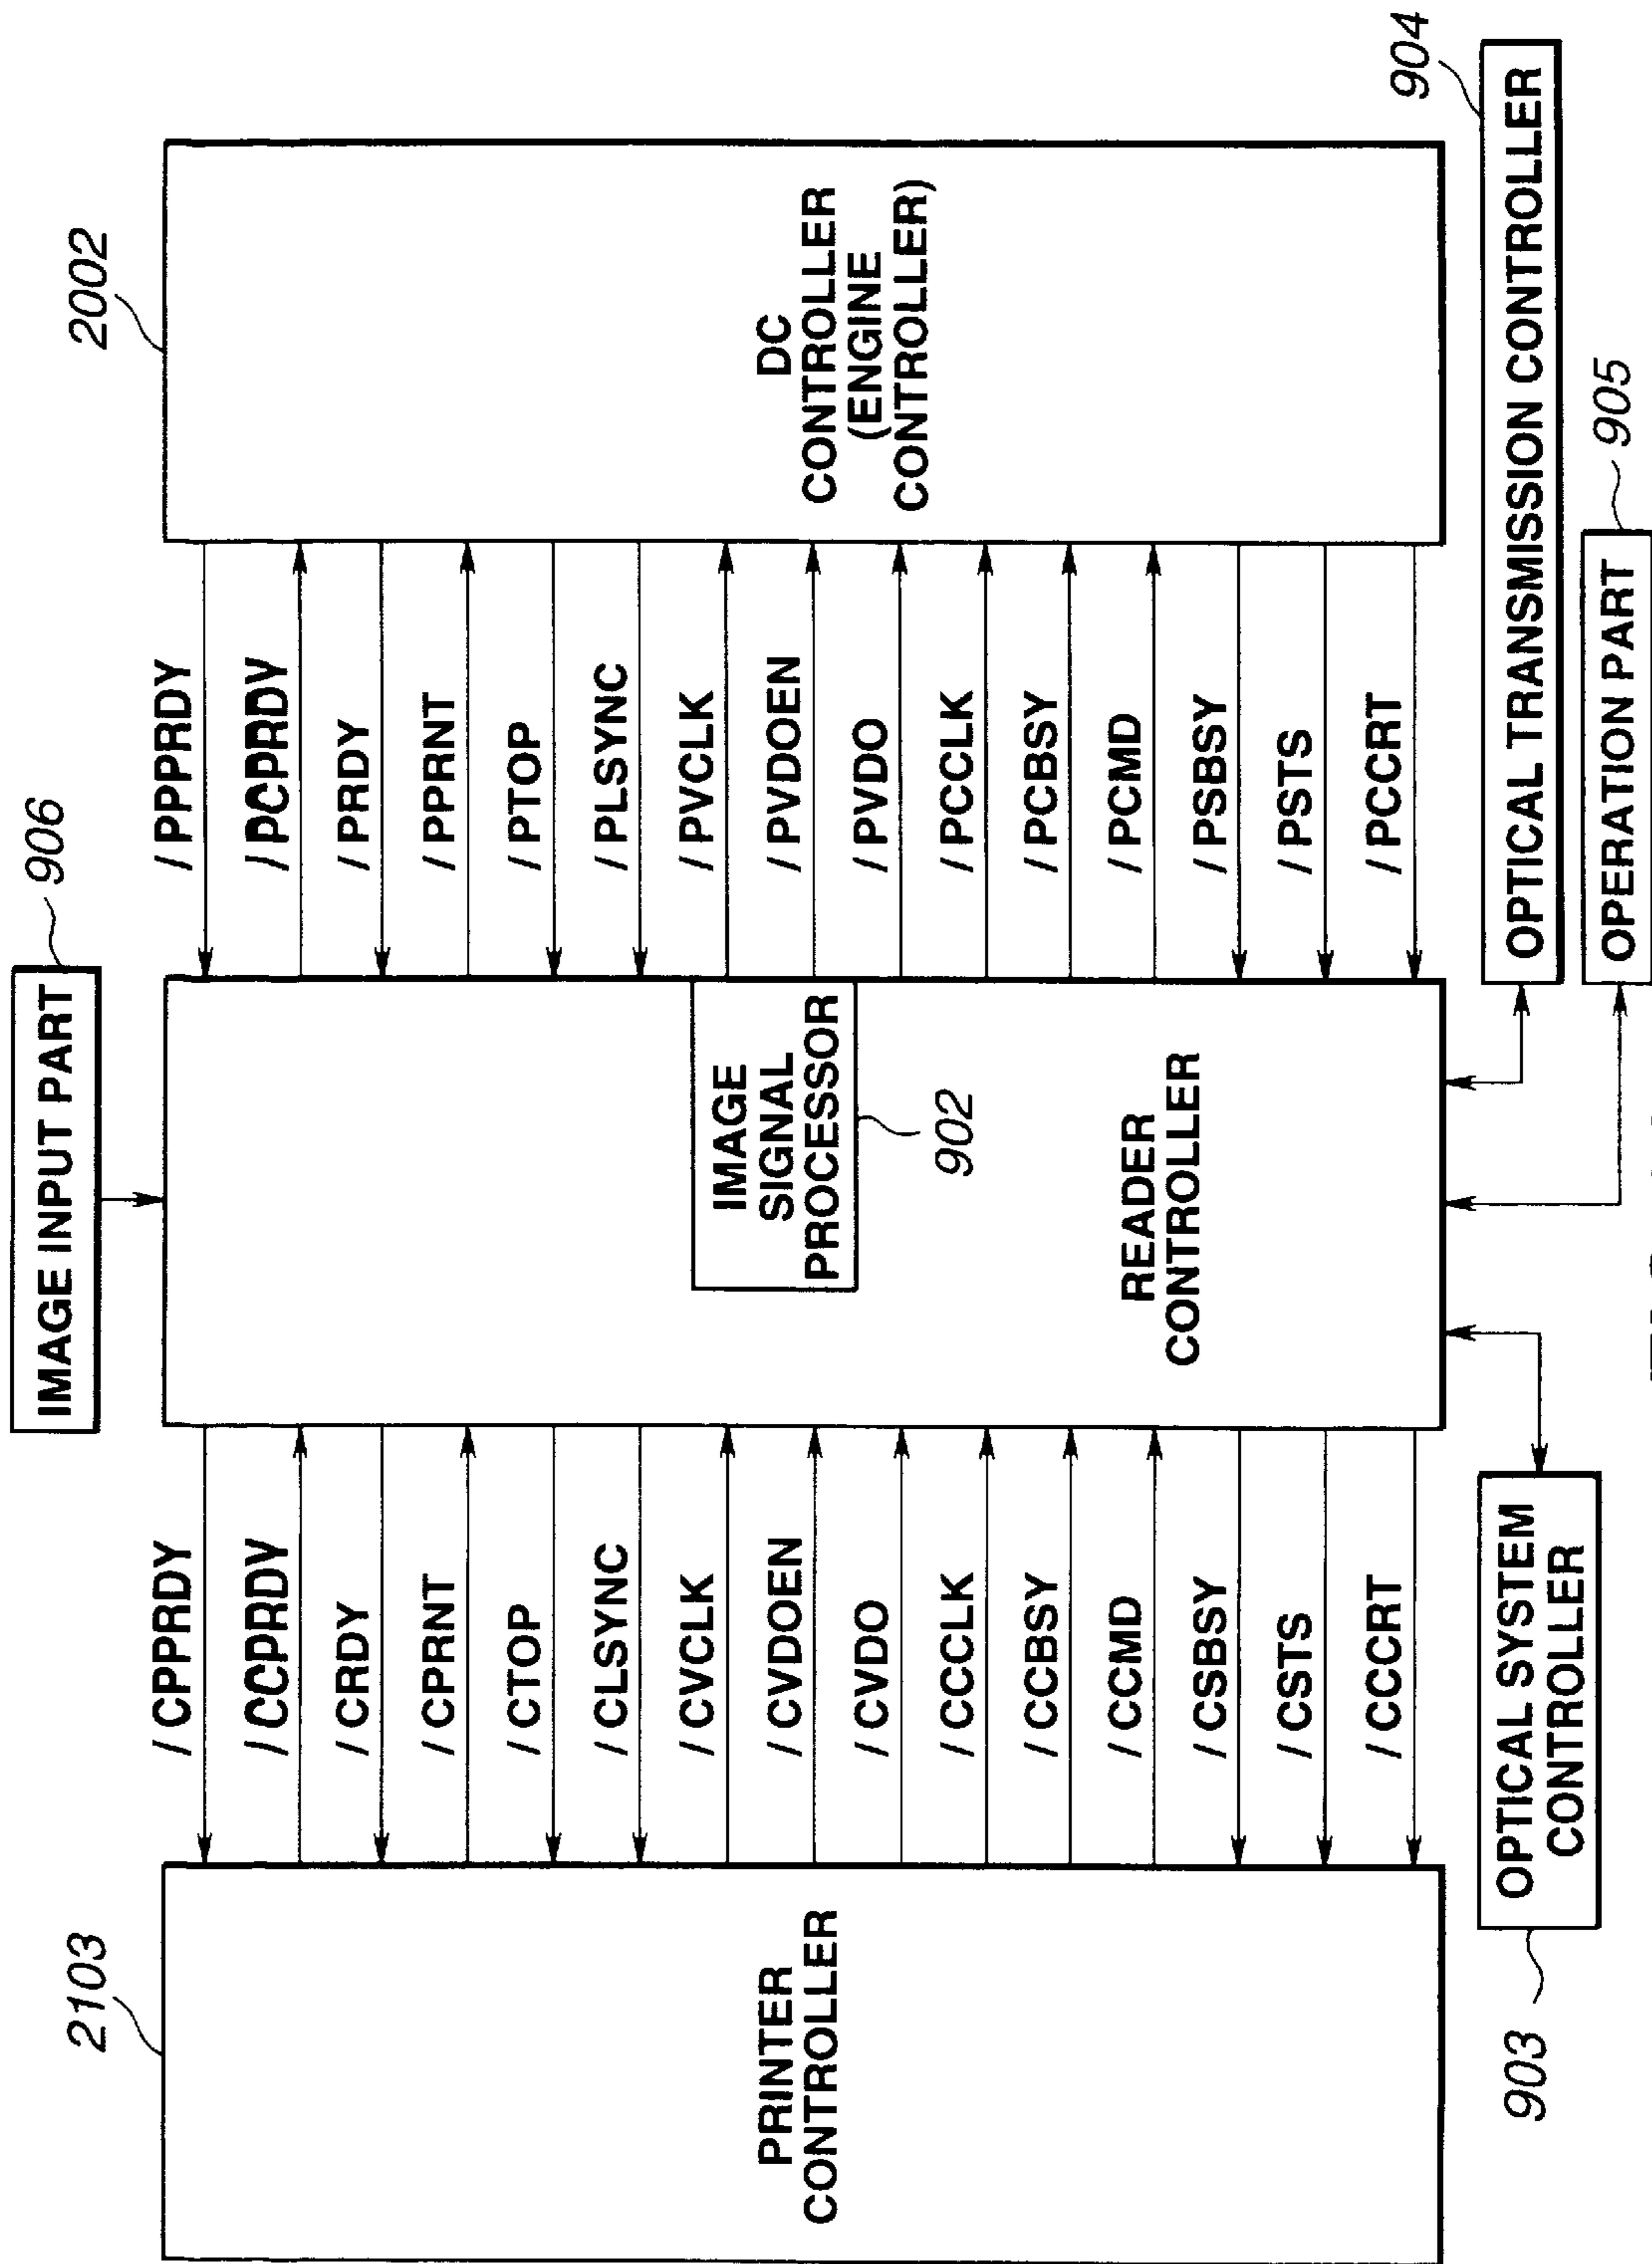 906
IMAGE INPUT PART
2103
2002
PRINTER
CONTROLLER
/CPPRDY
/CCPRDY
/CRDY
/CPRNT
/CTOP
/CLSYNC
/CVCLK
/CVDOEN
/CVDO
/CCCLK
/CCBSY
/CCMD
/CSBSY
/CSTS
/CCCRT
IMAGE
SIGNAL
PROCESSOR
902
READER
CONTROLLER
/PPPRDY
/PCPRDY
/PRDY
/PPRNT
/PTOP
/PLSYNC
/PVCLK
/PVDOEN
/PVDO
/PCCLK
/PCBSY
/PCMD
/PSBSY
/PSTS
/PCCRT
DC
CONTROLLER
(ENGINE
CONTROLLER)
903
OPTICAL SYSTEM
CONTROLLER
904
OPTICAL TRANSMISSION CONTROLLER
905
OPERATION PART